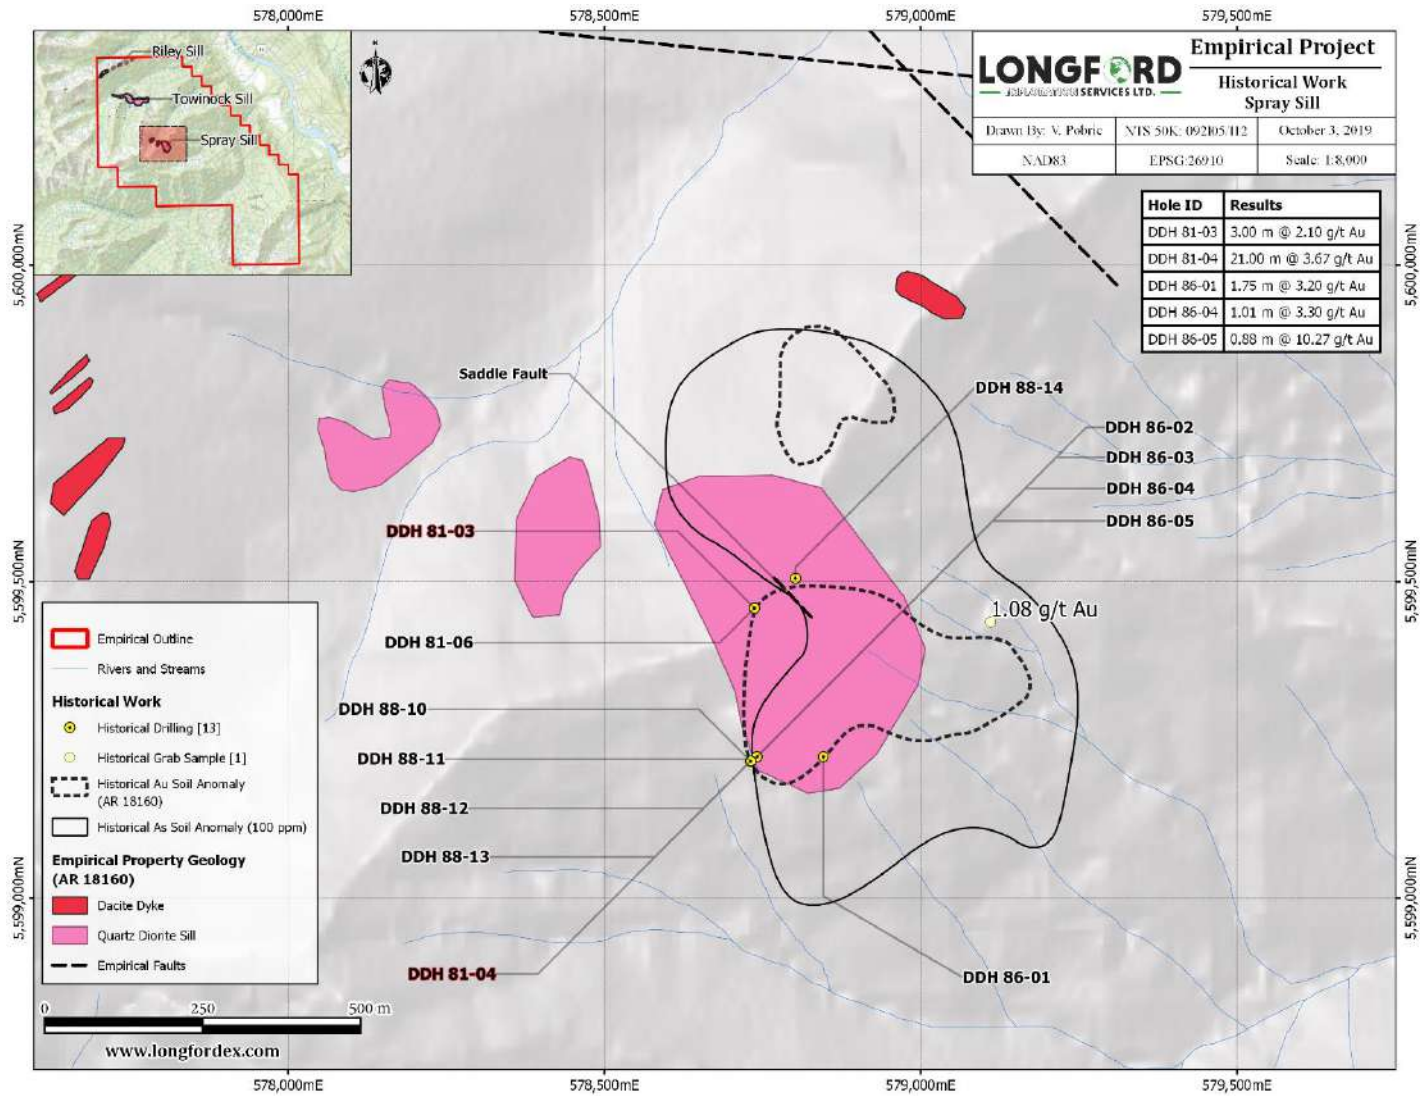 578,000mE
578,500mE
579,000mE
579,500mE
Riley Sill
Towinock Sill
Spray Sill
N
LONGFORD
EXPLORATION SERVICES LTD.
Empirical Project
Historical Work
Spray Sill
Drawn By: V. Pobric
NTS 50K: 092I05/112
October 3, 2019
NAD83
EPSG:26910
Scale: 1:8,000
Hole ID
Results
DDH 81-03
3.00 m @ 2.10 g/t Au
DDH 81-04
21.00 m @ 3.67 g/t Au
DDH 86-01
1.75 m @ 3.20 g/t Au
DDH 86-04
1.01 m @ 3.30 g/t Au
DDH 86-05
0.88 m @ 10.27 g/t Au
5,600,000mN
5,600,000mN
Saddle Fault
DDH 88-14
DDH 86-02
DDH 86-03
DDH 86-04
DDH 86-05
DDH 81-03
5,599,500mN
5,599,500mN
1.08 g/t Au
DDH 81-06
DDH 88-10
DDH 88-11
DDH 88-12
DDH 88-13
DDH 81-04
DDH 86-01
Empirical Outline
Rivers and Streams
Historical Work
Historical Drilling [13]
Historical Grab Sample [1]
Historical Au Soil Anomaly
(AR 18160)
Historical As Soil Anomaly (100 ppm)
Empirical Property Geology
(AR 18160)
Dacite Dyke
Quartz Dionte Sill
Empirical Faults
5,599,000mN
5,599,000mN
0
250
500 m
www.longfordex.com
578,000mE
578,500mE
579,000mE
579,500mE